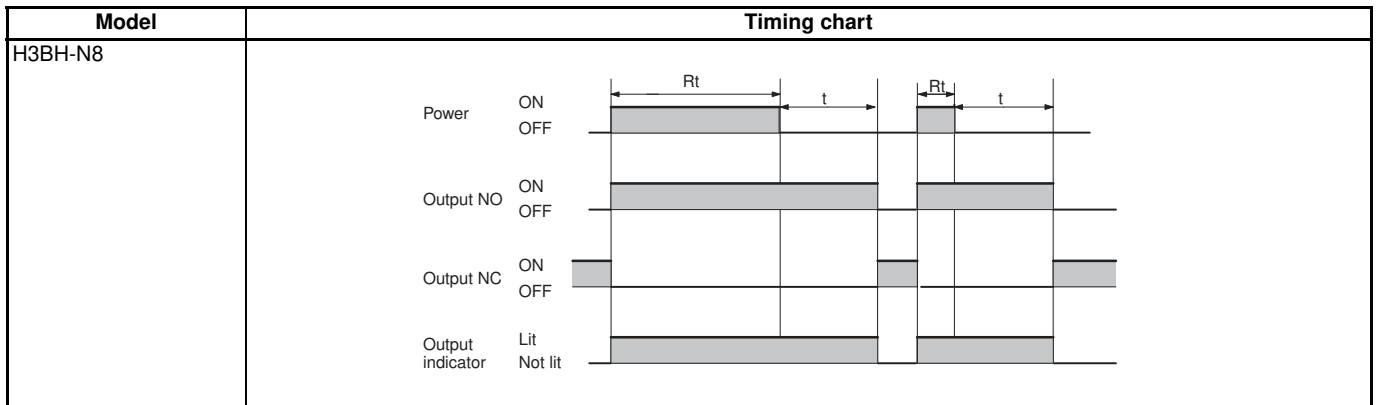 Model Timing chart
H3BH-N8
Rt t Rt t
Power ON
OFF
Output NO ON
OFF
Output NC ON
OFF
Output indicator Lit
Not lit